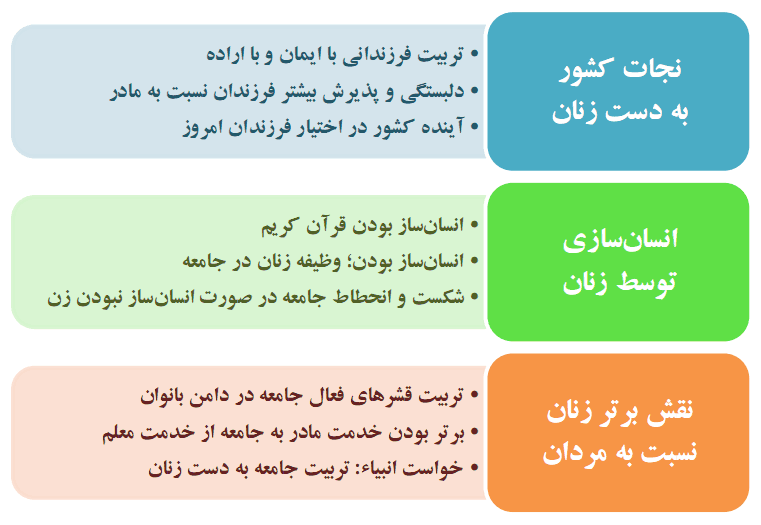 نجات کشور
به دست زنان
• تربیت فرزندانی با ایمان و با اراده
• دلبستگی و پذیرش بیشتر فرزندان نسبت به مادر
• آینده کشور در اختیار فرزندان امروز
انسان‌سازی
توسط زنان
• انسان‌ساز بودن قرآن کریم
• انسان‌ساز بودن؛ وظیفه زنان در جامعه
• شکست و انحطاط جامعه در صورت انسان‌ساز نبودن زن
نقش برتر زنان
نسبت به مردان
• تربیت قشرهای فعال جامعه در دامن بانوان
• برتر بودن خدمت مادر به جامعه از خدمت معلم
• خواست انبیاء: تربیت جامعه به دست زنان